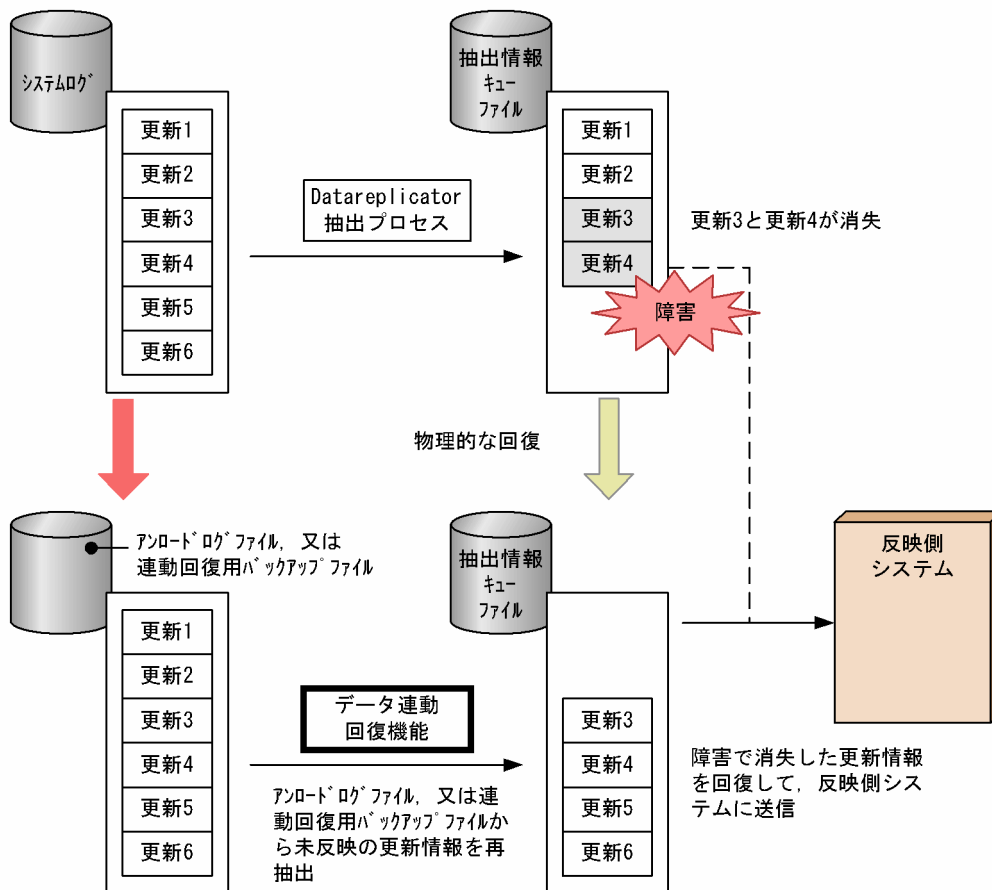 システムログ
更新1
更新2
更新3
更新4
更新5
更新6
Datareplicator
抽出プロセス
抽出情報
キュー
ファイル
更新1
更新2
更新3
更新4
障害
更新3と更新4が消失
物理的な回復
アンロードログファイル，又は
連動回復用バックアップファイル
更新1
更新2
更新3
更新4
更新5
更新6
データ連動
回復機能
アンロードログファイル，又は連
動回復用バックアップファイルか
ら未反映の更新情報を再
抽出
抽出情報
キュー
ファイル
更新3
更新4
更新5
更新6
反映側
システム
障害で消失した更新情報
を回復して，反映側シス
テムに送信